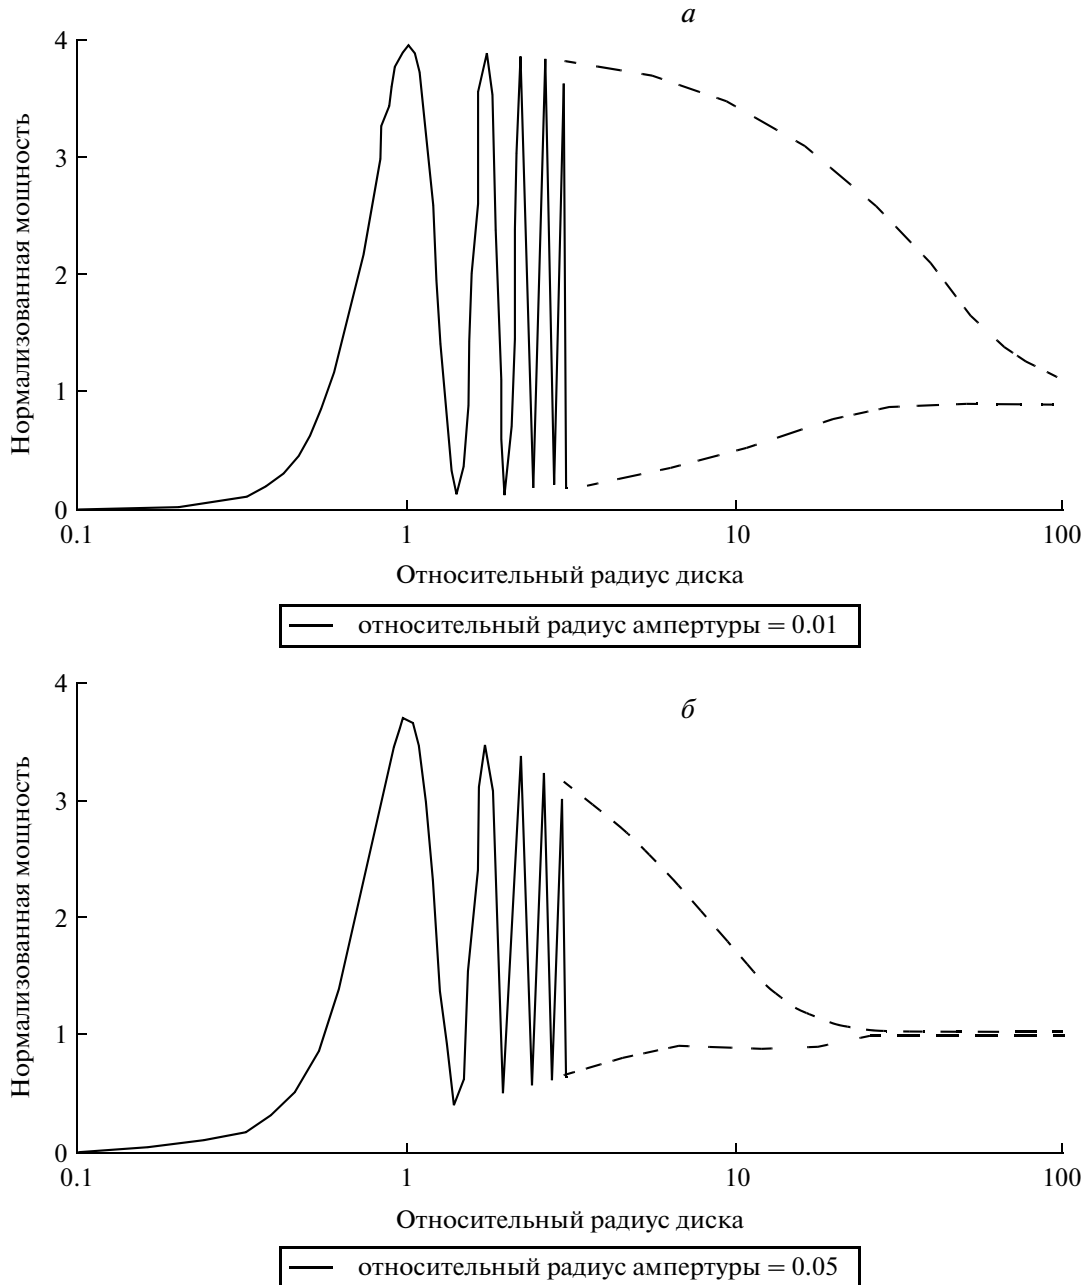 а
4
3
2
1
0
Нормализованная мощность
0.1 1 10 100
Относительный радиус диска
относительный радиус ампертуры = 0.01
б
4
3
2
1
0
Нормализованная мощность
0.1 1 10 100
Относительный радиус диска
относительный радиус ампертуры = 0.05